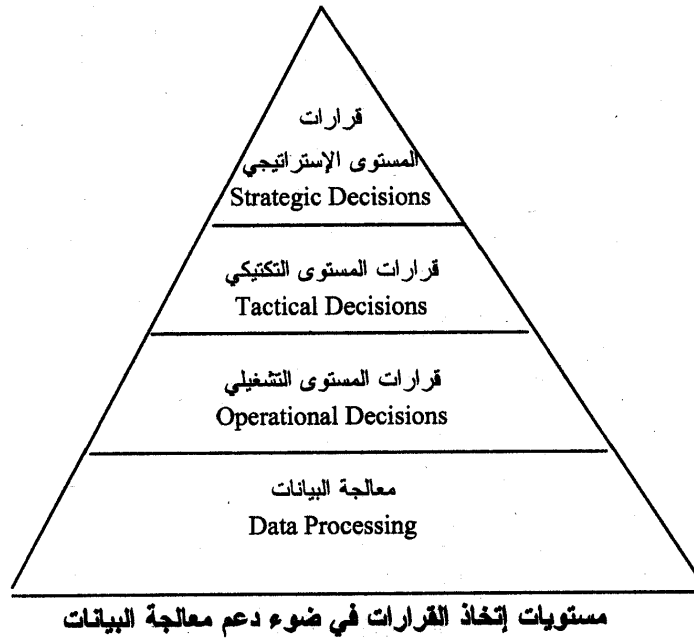 قرارات
المستوى الإستراتيجي
Strategic Decisions
قرارات المستوى التكتيكي
Tactical Decisions
قرارات المستوى التشغيلي
Operational Decisions
معالجة البيانات
Data Processing
مستويات إتخاذ القرارات في ضوء دعم معالجة البيانات